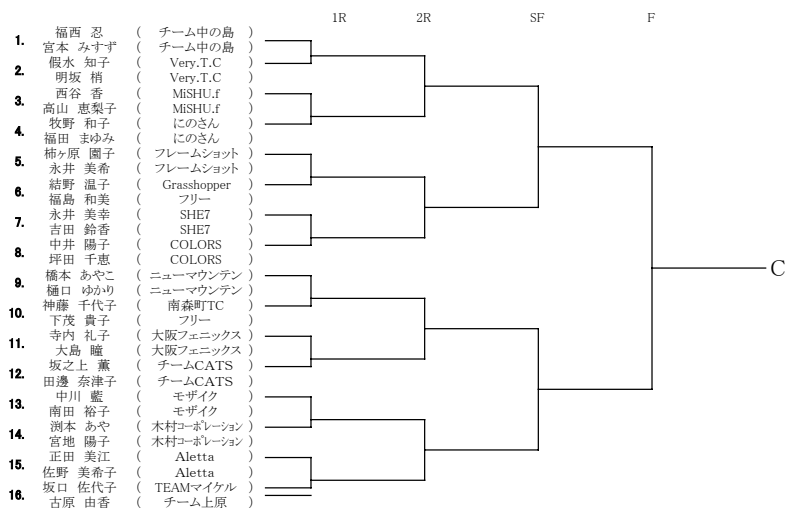 1R 2R SF F
福西 忍 ( チーム中の島 )
1. 宮本 みすず ( チーム中の島 )
假水 知子 ( Very.T.C )
2. 明坂 梢 ( Very.T.C )
西谷 香 ( MiSHU.f )
3. 高山 恵梨子 ( MiSHU.f )
牧野 和子 ( にのさん )
4. 福田 まゆみ ( にのさん )
柿ヶ原 園子 ( フレームショット )
5. 永井 美希 ( フレームショット )
結野 温子 ( Grasshopper )
6. 福島 和美 ( フリー )
永井 美幸 ( SHE7 )
7. 吉田 鈴香 ( SHE7 )
中井 陽子 ( COLORS )
8. 坪田 千恵 ( COLORS )
橋本 あやこ ( ニューマウンテン )
9. 樋口 ゆかり ( ニューマウンテン )
神藤 千代子 ( 南森町TC )
10. 下茂 貴子 ( フリー )
寺内 礼子 ( 大阪フェニックス )
11. 大島 瞳 ( 大阪フェニックス )
坂之上 薫 ( チームCATS )
12. 田邊 奈津子 ( チームCATS )
中川 藍 ( モザイク )
13. 南田 裕子 ( モザイク )
渕本 あや ( 木村コーポレーション )
14. 宮地 陽子 ( 木村コーポレーション )
正田 美江 ( Aletta )
15. 佐野 美希子 ( Aletta )
坂口 佐代子 ( TEAMマイケル )
16. 古原 由香 ( チーム上原 )
C